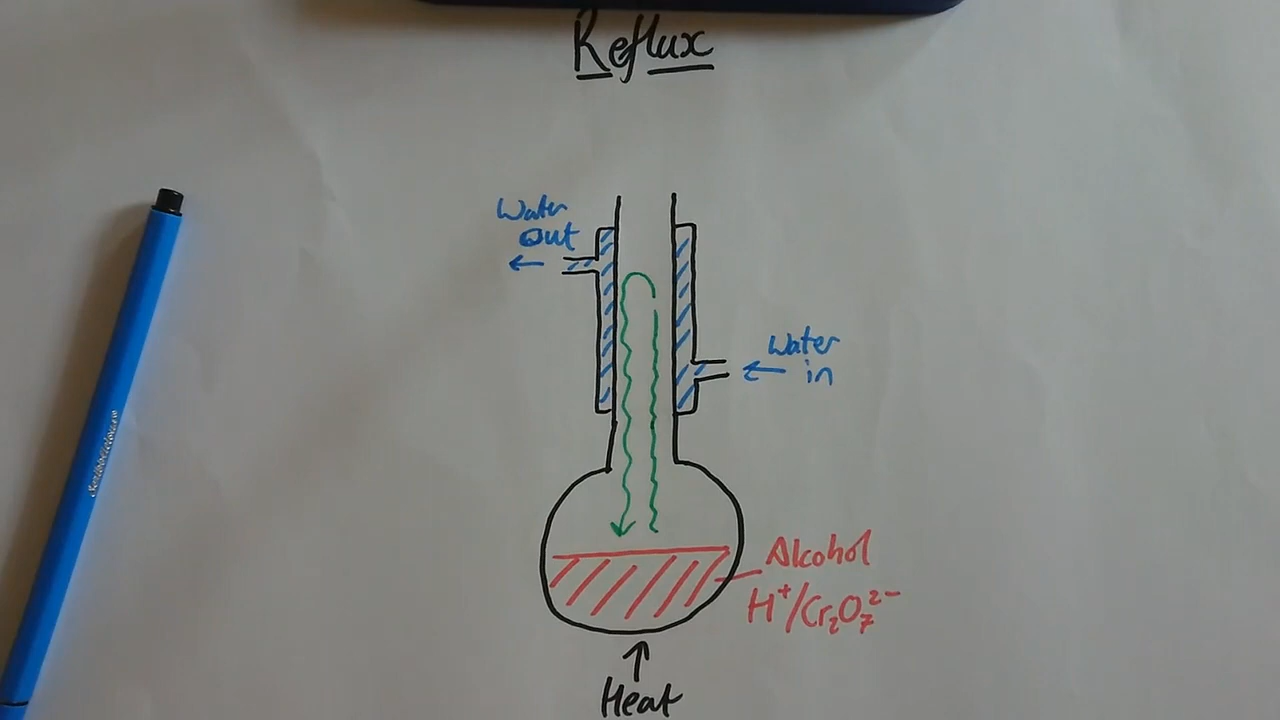 Reflux
Water
out
Water
in
Alcohol
H⁺/Cr₂O₇²⁻
Heat